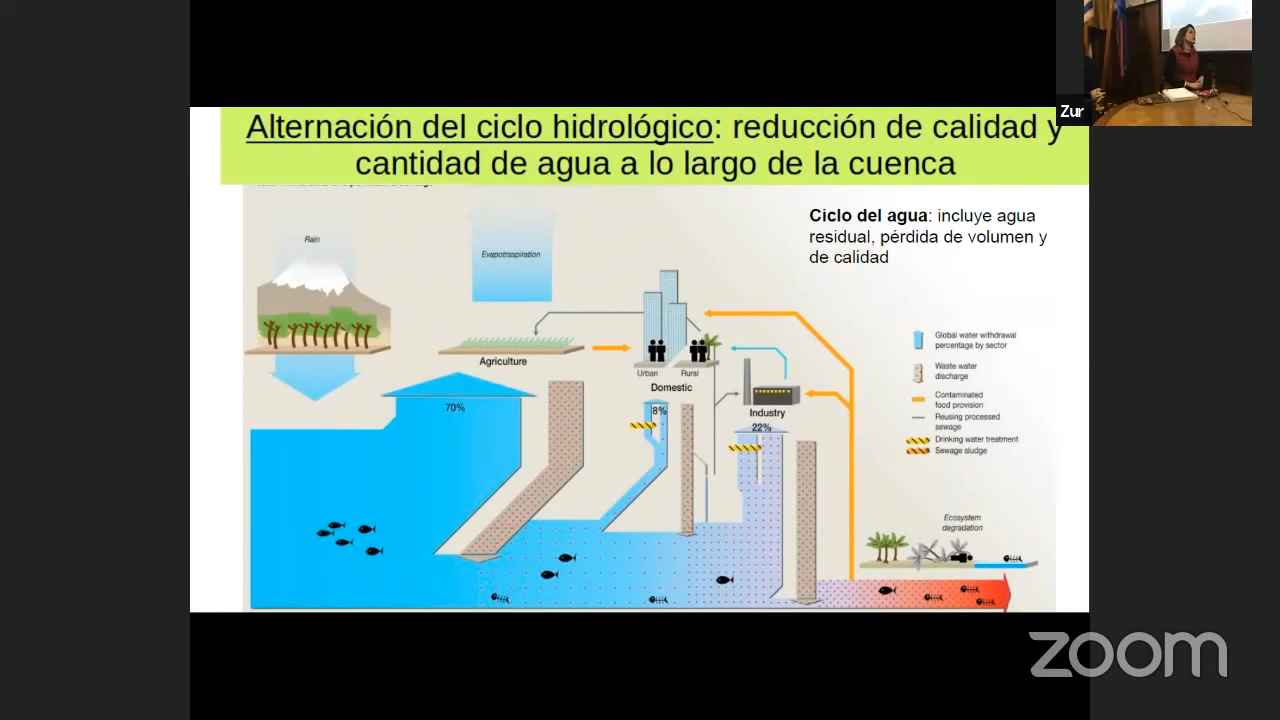 Alternación del ciclo hidrológico: reducción de calidad y
cantidad de agua a lo largo de la cuenca
Zur
Ciclo del agua: incluye agua
residual, pérdida de volumen y
de calidad
Rain
Evapotraspiration
Agriculture
Urban
Rural
Domestic
Industry
70%
8%
22%
Global water withdrawal
percentage by sector
Waste water
discharge
Contaminated
food provision
Reusing processed
sewage
Drinking water treatment
Sewage sludge
Ecosystem
degradation
zoom